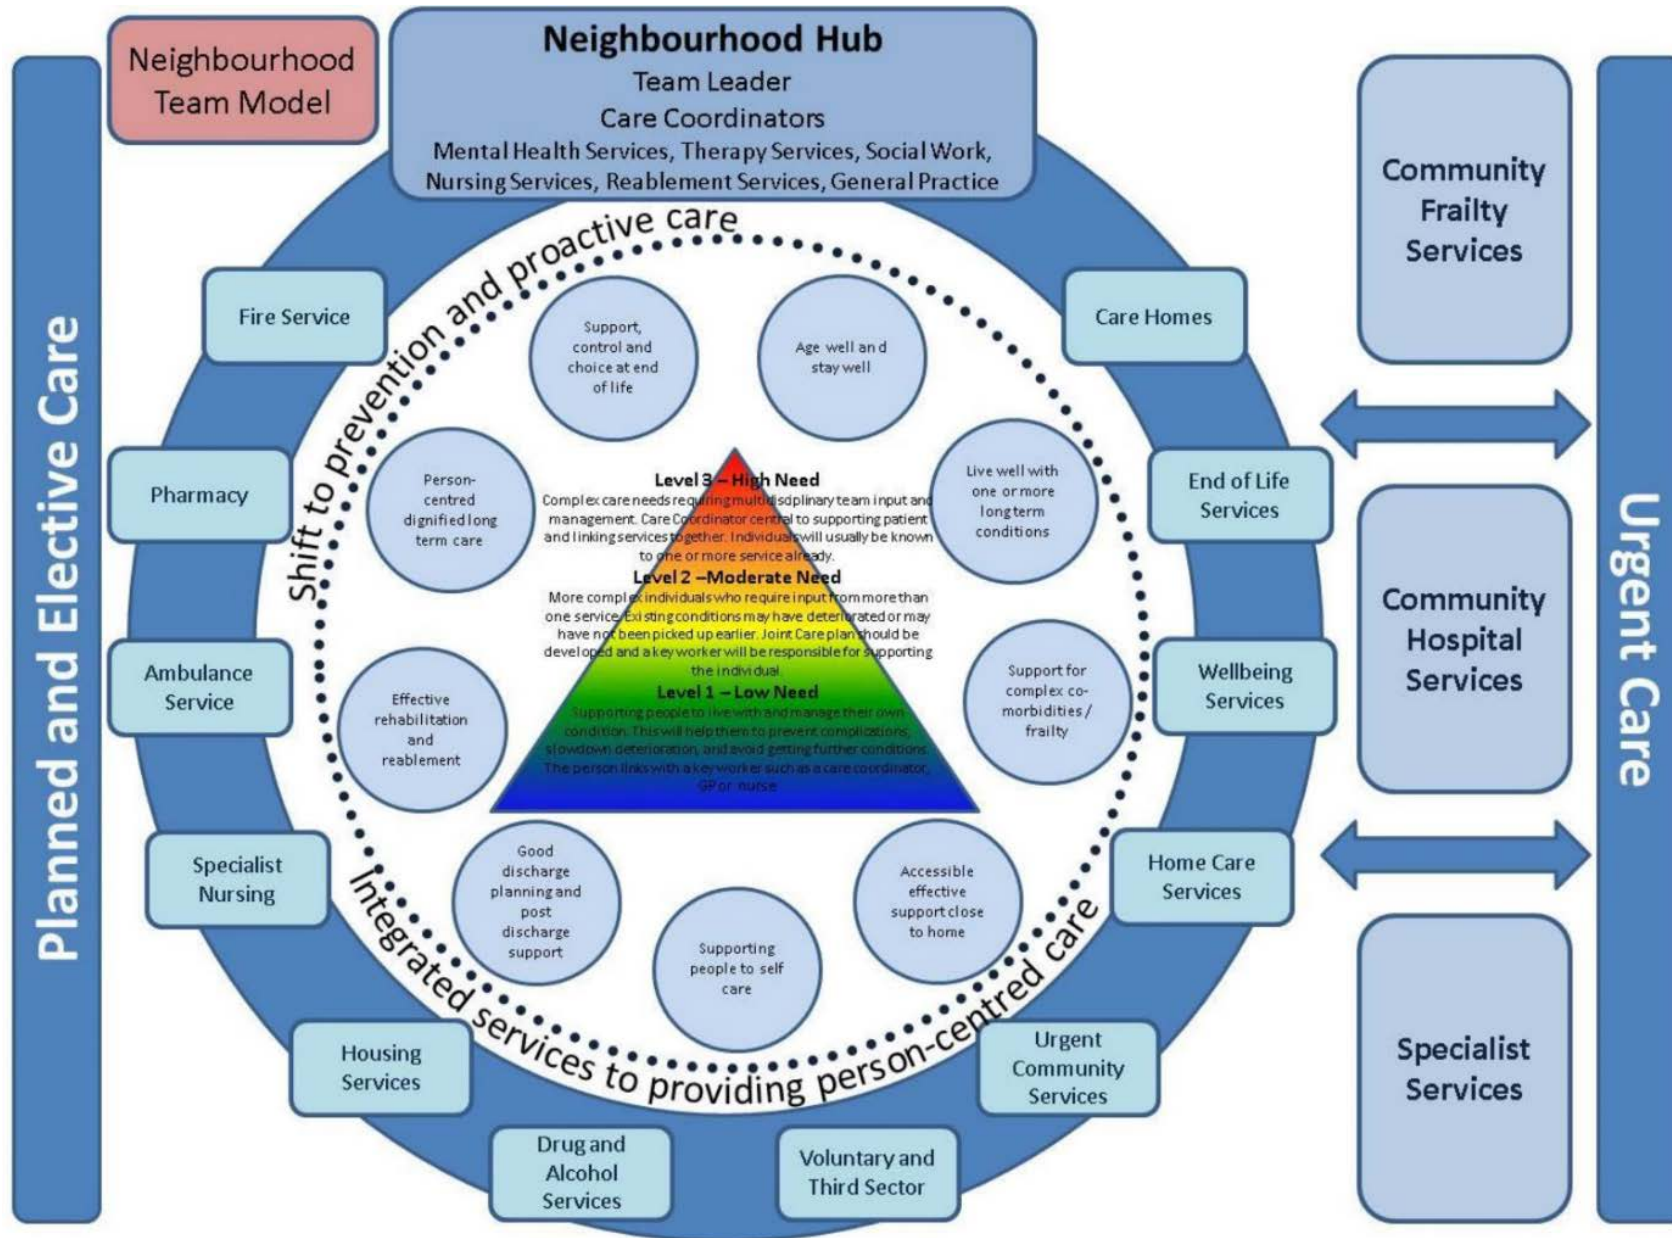 Neighbourhood
Team Model
Neighbourhood Hub
Team Leader
Care Coordinators
Mental Health Services, Therapy Services, Social Work,
Nursing Services, Reablement Services, General Practice
Planned and Elective Care
Shift to prevention and proactive care
Integrated services to providing person-centred care
Fire Service
Pharmacy
Ambulance
Service
Specialist
Nursing
Housing
Services
Drug and
Alcohol
Services
Voluntary and
Third Sector
Urgent
Community
Services
Home Care
Services
Wellbeing
Services
End of Life
Services
Care Homes
Support,
control and
choice at end
of life
Age well and
stay well
Live well with
one or more
long term
conditions
Support for
complex co-
morbidities /
frailty
Accessible
effective
support close
to home
Supporting
people to self
care
Good
discharge
planning and
post
discharge
support
Effective
rehabilitation
and
reablement
Person-
centred
dignified long
term care
Level 3 – High Need
Complex care needs requiring multidisdplinary team input and
management. Care Coordinator central to supporting patient
and linking services together. Individuals will usually be known
to one or more service already.
Level 2 –Moderate Need
More complex individuals who require input from more than
one service. Existing conditions may have deteriorated or may
have not been picked up earlier. Joint Care plan should be
developed and a key worker will be responsible for supporting
the individual.
Level 1 – Low Need
Supporting people to live with and manage their own
condition. This will help them to prevent complications,
slowdown deterioration, and avoid getting further conditions.
The person links with a key worker such as a care coordinator,
GP or nurse
Community
Frailty
Services
Community
Hospital
Services
Specialist
Services
Urgent Care